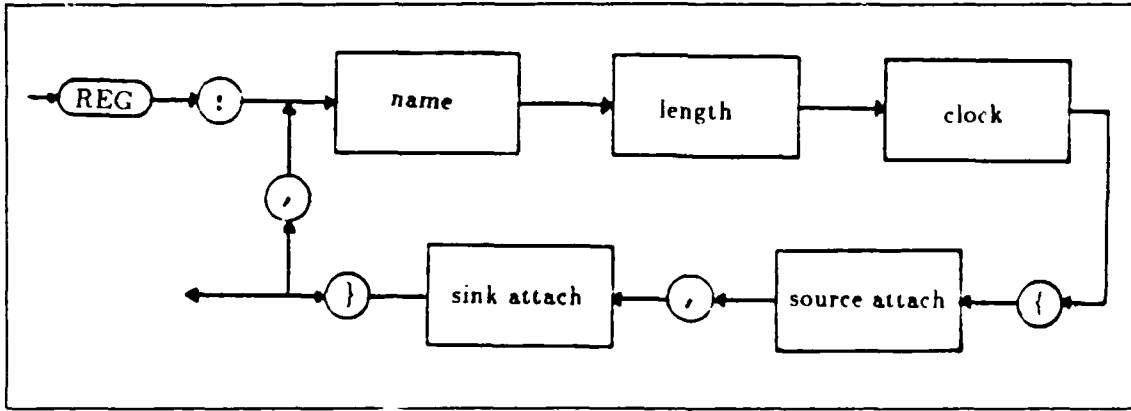 REG : name length clock
, 
} sink attach , source attach {